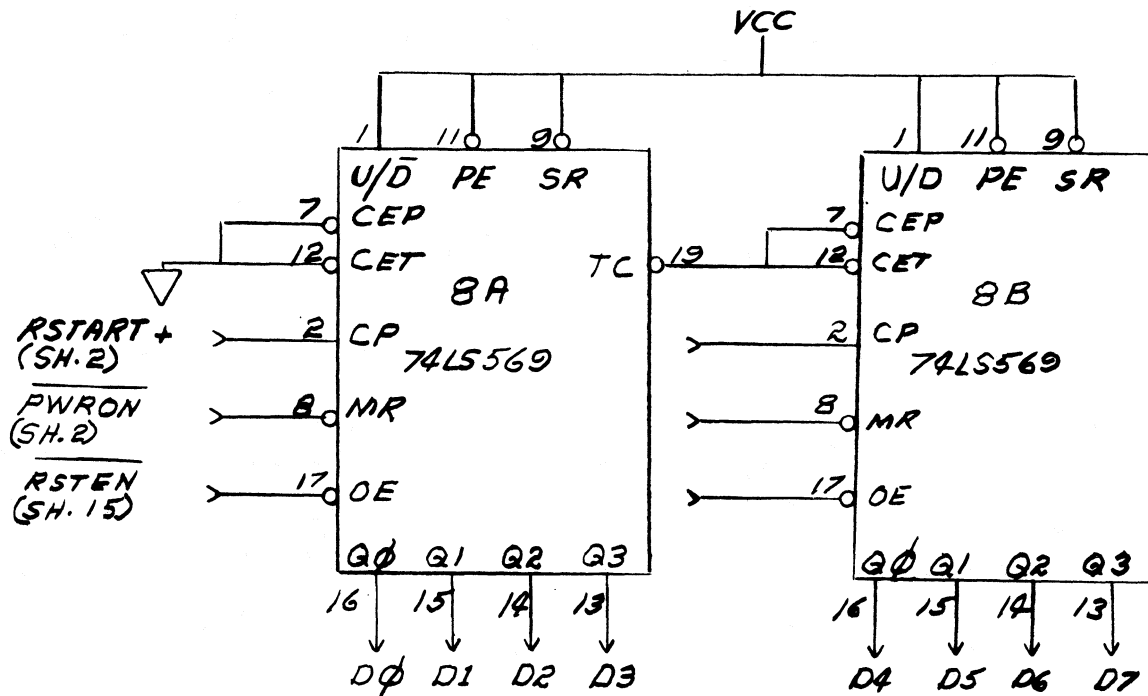 VCC
1 11 9
U/D̅ PE SR
7 CEP
12 CET
TC 19
8A
RSTART +
(SH.2)
2 CP
74LS569
PWRON
(SH.2)
8 MR
RSTEN
(SH.15)
17 OE
QØ Q1 Q2 Q3
16 15 14 13
DØ D1 D2 D3
1 11 9
U/D PE SR
7 CEP
12 CET
8B
2 CP
74LS569
8 MR
17 OE
QØ Q1 Q2 Q3
16 15 14 13
D4 D5 D6 D7